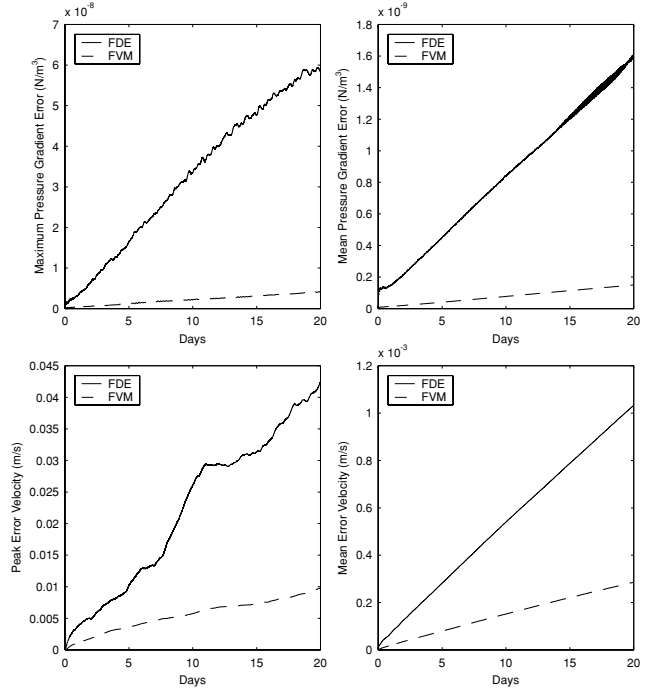 x 10⁻⁸
7
6
5
4
3
2
1
0
Maximum Pressure Gradient Error (N/m³)
FDE
FVM
0 5 10 15 20
Days
x 10⁻⁹
1.8
1.6
1.4
1.2
1
0.8
0.6
0.4
0.2
0
Mean Pressure Gradient Error (N/m³)
FDE
FVM
0 5 10 15 20
Days
0.045
0.04
0.035
0.03
0.025
0.02
0.015
0.01
0.005
0
Peak Error Velocity (m/s)
FDE
FVM
0 5 10 15 20
Days
x 10⁻³
1.2
1
0.8
0.6
0.4
0.2
0
Mean Error Velocity (m/s)
FDE
FVM
0 5 10 15 20
Days